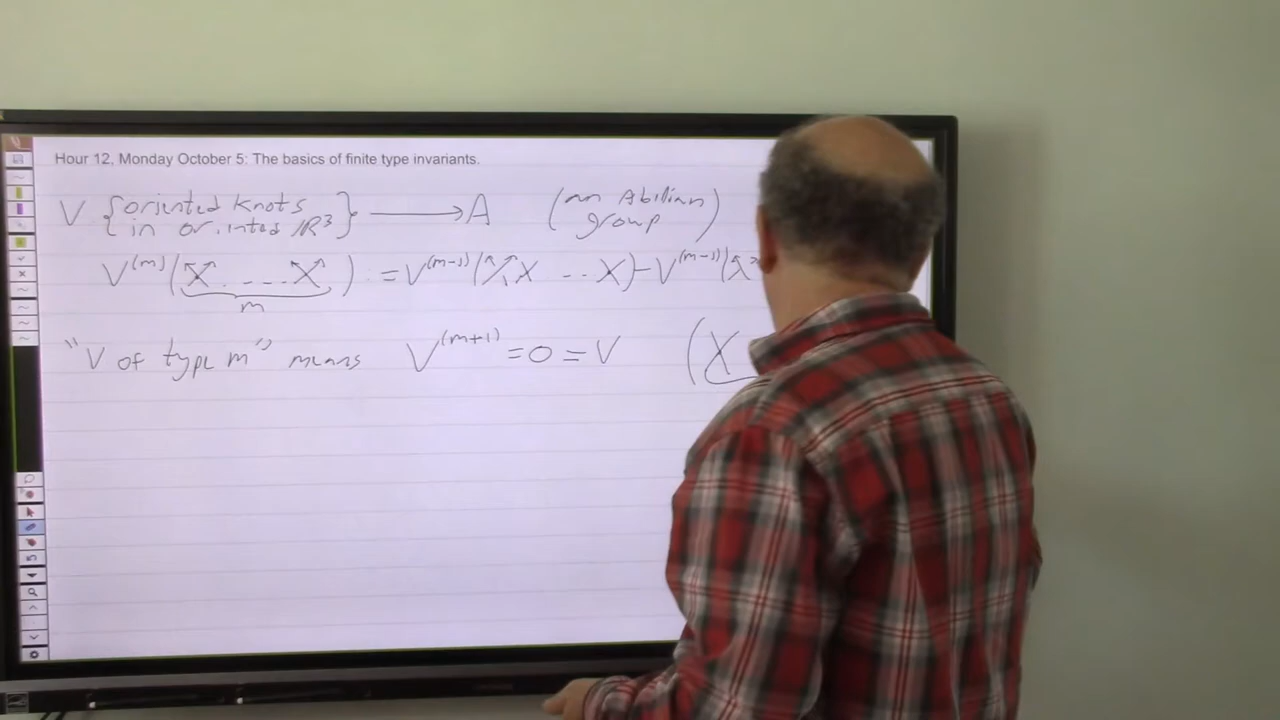 Hour 12, Monday October 5: The basics of finite type invariants.
V {oriented knots in oriented ℝ³} ⟶ A (an Abilian group)
V^(m) (X ... X) := V^(m-1) (X X ... X) - V^(m-1) (X
m
"V of type m" means V^(m+1) = 0 = V (X